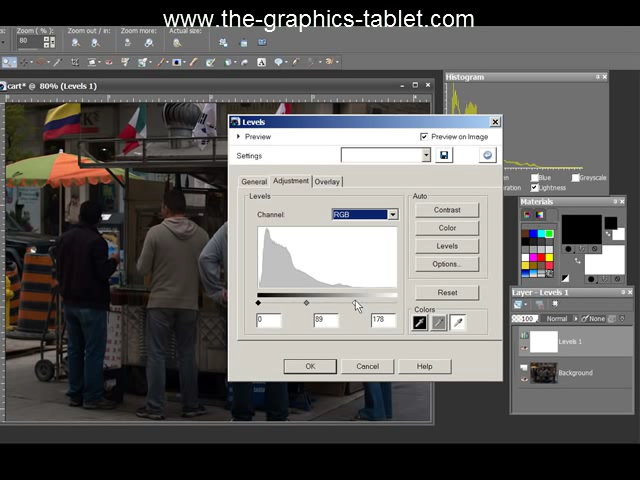 www.the-graphics-tablet.com
Zoom ( % ):
Zoom out / in:
Zoom more:
Actual size:
80
cart* @ 80% (Levels 1)
Histogram
Levels
Preview
Preview on Image
Settings
General
Adjustment
Overlay
Levels
Channel:
RGB
Auto
Contrast
Color
Levels
Options...
Reset
Colors
0
89
178
OK
Cancel
Help
Blue
Greyscale
Lightness
Materials
Layer - Levels 1
100
Normal
None
Levels 1
Background